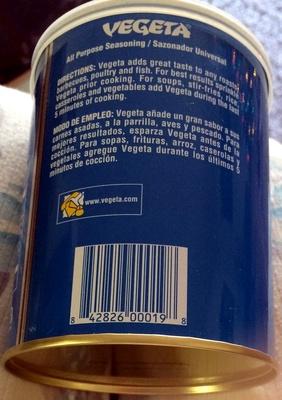 VEGETA
All Purpose Seasoning / Sazonador Universal
DIRECTIONS: Vegeta adds great taste to any roasts,
barbecues, poultry and fish. For best results sprinkle
Vegeta prior cooking. For soups, stir-fries, rice,
casseroles and vegetables add Vegeta during the last
5 minutes of cooking.
MODO DE EMPLEO: Vegeta añade un gran sabor a sus
carnes asadas, a la parrilla, aves y pescado. Para
mejores resultados, esparza Vegeta antes de la
cocción. Para sopas, frituras, arroz, caserolas y
vegetales agregue Vegeta durante los últimos 5
minutos de cocción.
www.vegeta.com
8 42826 00019 8